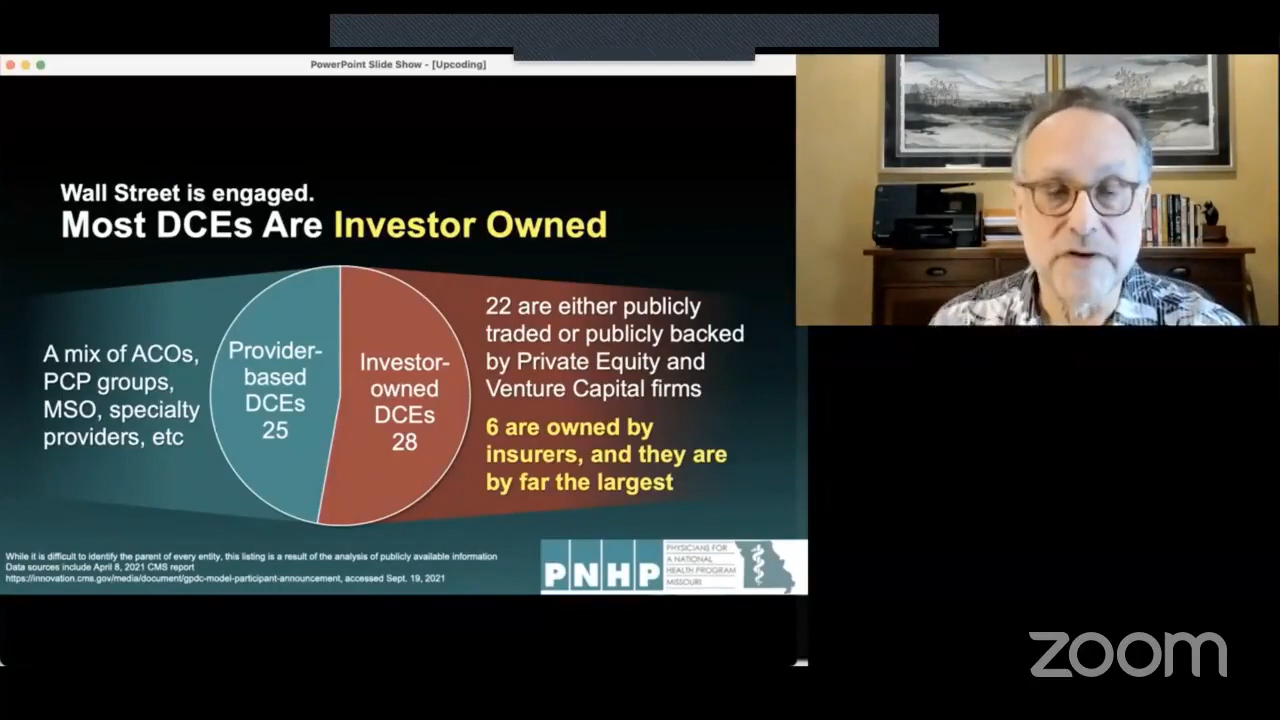 PowerPoint Slide Show - [Upcoding]
Wall Street is engaged.
Most DCEs Are Investor Owned
A mix of ACOs,
PCP groups,
MSO, specialty
providers, etc
Provider-
based
DCEs
25
Investor-
owned
DCEs
28
22 are either publicly
traded or publicly backed
by Private Equity and
Venture Capital firms
6 are owned by
insurers, and they are
by far the largest
While it is difficult to identify the parent of every entity, this listing is a result of the analysis of publicly available information
Data sources include April 8, 2021 CMS report
https://innovation.cms.gov/media/document/gpdc-model-participant-announcement, accessed Sept. 19, 2021
PNHP
PHYSICIANS FOR
A NATIONAL
HEALTH PROGRAM
MISSOURI
zoom